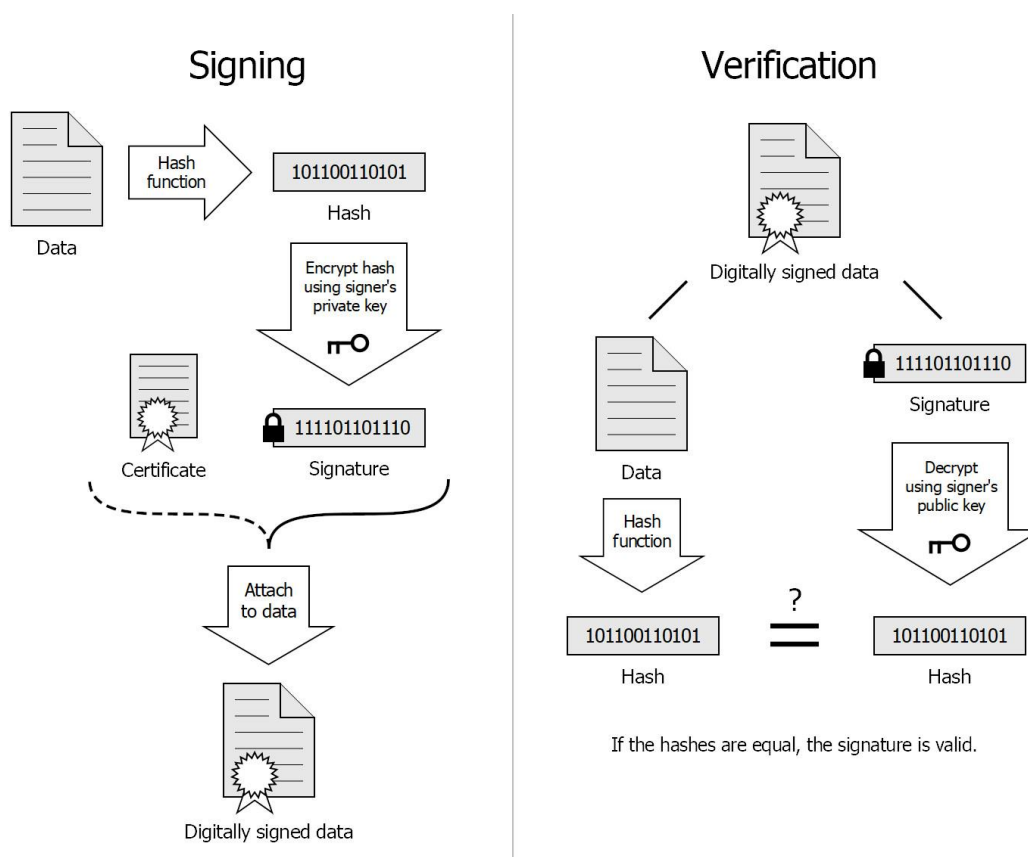 Signing
Hash
function
101100110101
Hash
Data
Encrypt hash
using signer's
private key
111101101110
Certificate
Signature
Attach
to data
Digitally signed data
Verification
Digitally signed data
111101101110
Signature
Data
Decrypt
using signer's
public key
Hash
function
?
101100110101
101100110101
Hash
Hash
If the hashes are equal, the signature is valid.